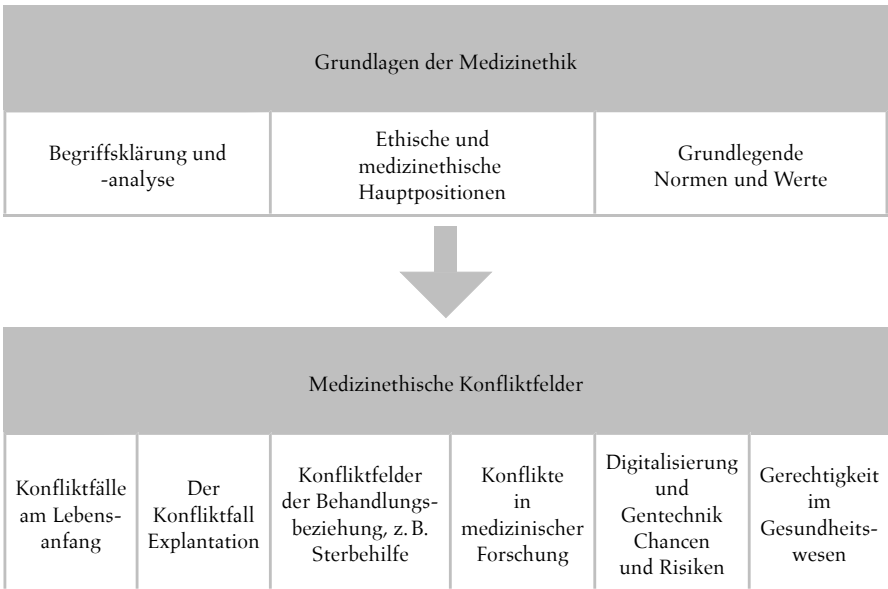 Grundlagen der Medizinethik
Begriffsklärung und
-analyse
Ethische und
medizinethische
Hauptpositionen
Grundlegende
Normen und Werte
Medizinethische Konfliktfelder
Konfliktfälle
am Lebens-
anfang
Der
Konfliktfall
Explantation
Konfliktfelder
der Behandlungs-
beziehung, z. B.
Sterbehilfe
Konflikte
in
medizinischer
Forschung
Digitalisierung
und
Gentechnik
Chancen
und Risiken
Gerechtigkeit
im
Gesundheits-
wesen